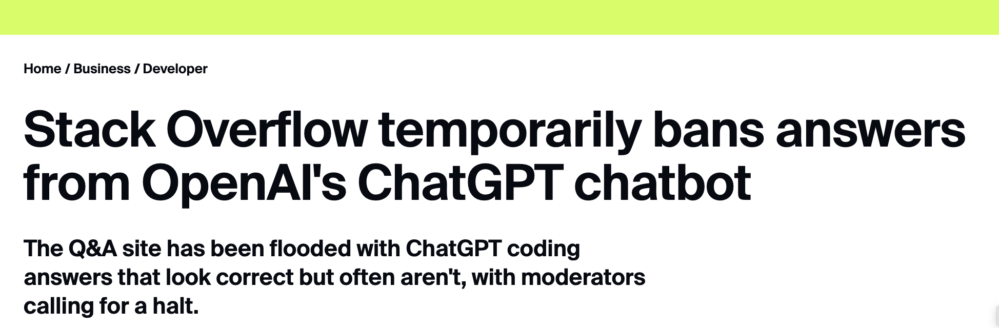 Home / Business / Developer
Stack Overflow temporarily bans answers
from OpenAI's ChatGPT chatbot
The Q&A site has been flooded with ChatGPT coding
answers that look correct but often aren't, with moderators
calling for a halt.